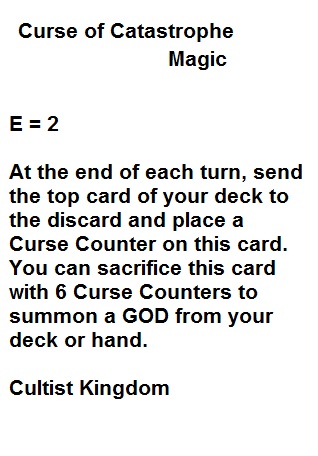 Curse of Catastrophe
Magic
E = 2
At the end of each turn, send
the top card of your deck to
the discard and place a
Curse Counter on this card.
You can sacrifice this card
with 6 Curse Counters to
summon a GOD from your
deck or hand.
Cultist Kingdom